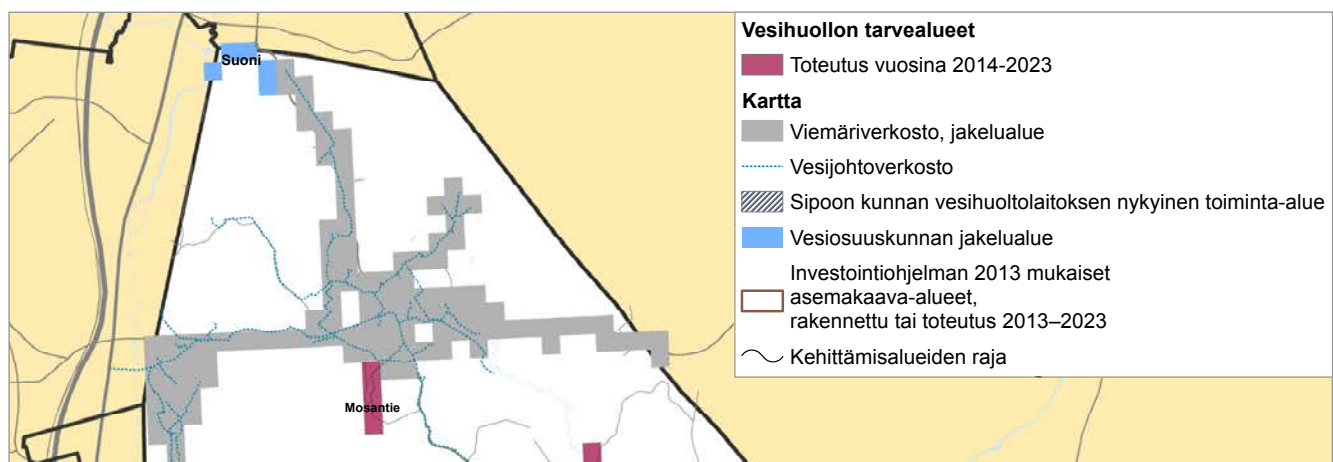 Suoni
Mosantie
Vesihuollon tarvealueet
Toteutus vuosina 2014-2023
Kartta
Viemäriverkosto, jakelualue
Vesijohtoverkosto
Sipoon kunnan vesihuoltolaitoksen nykyinen toiminta-alue
Vesiosuuskunnan jakelualue
Investointiohjelman 2013 mukaiset
asemakaava-alueet,
rakennettu tai toteutus 2013–2023
Kehittämisalueiden raja